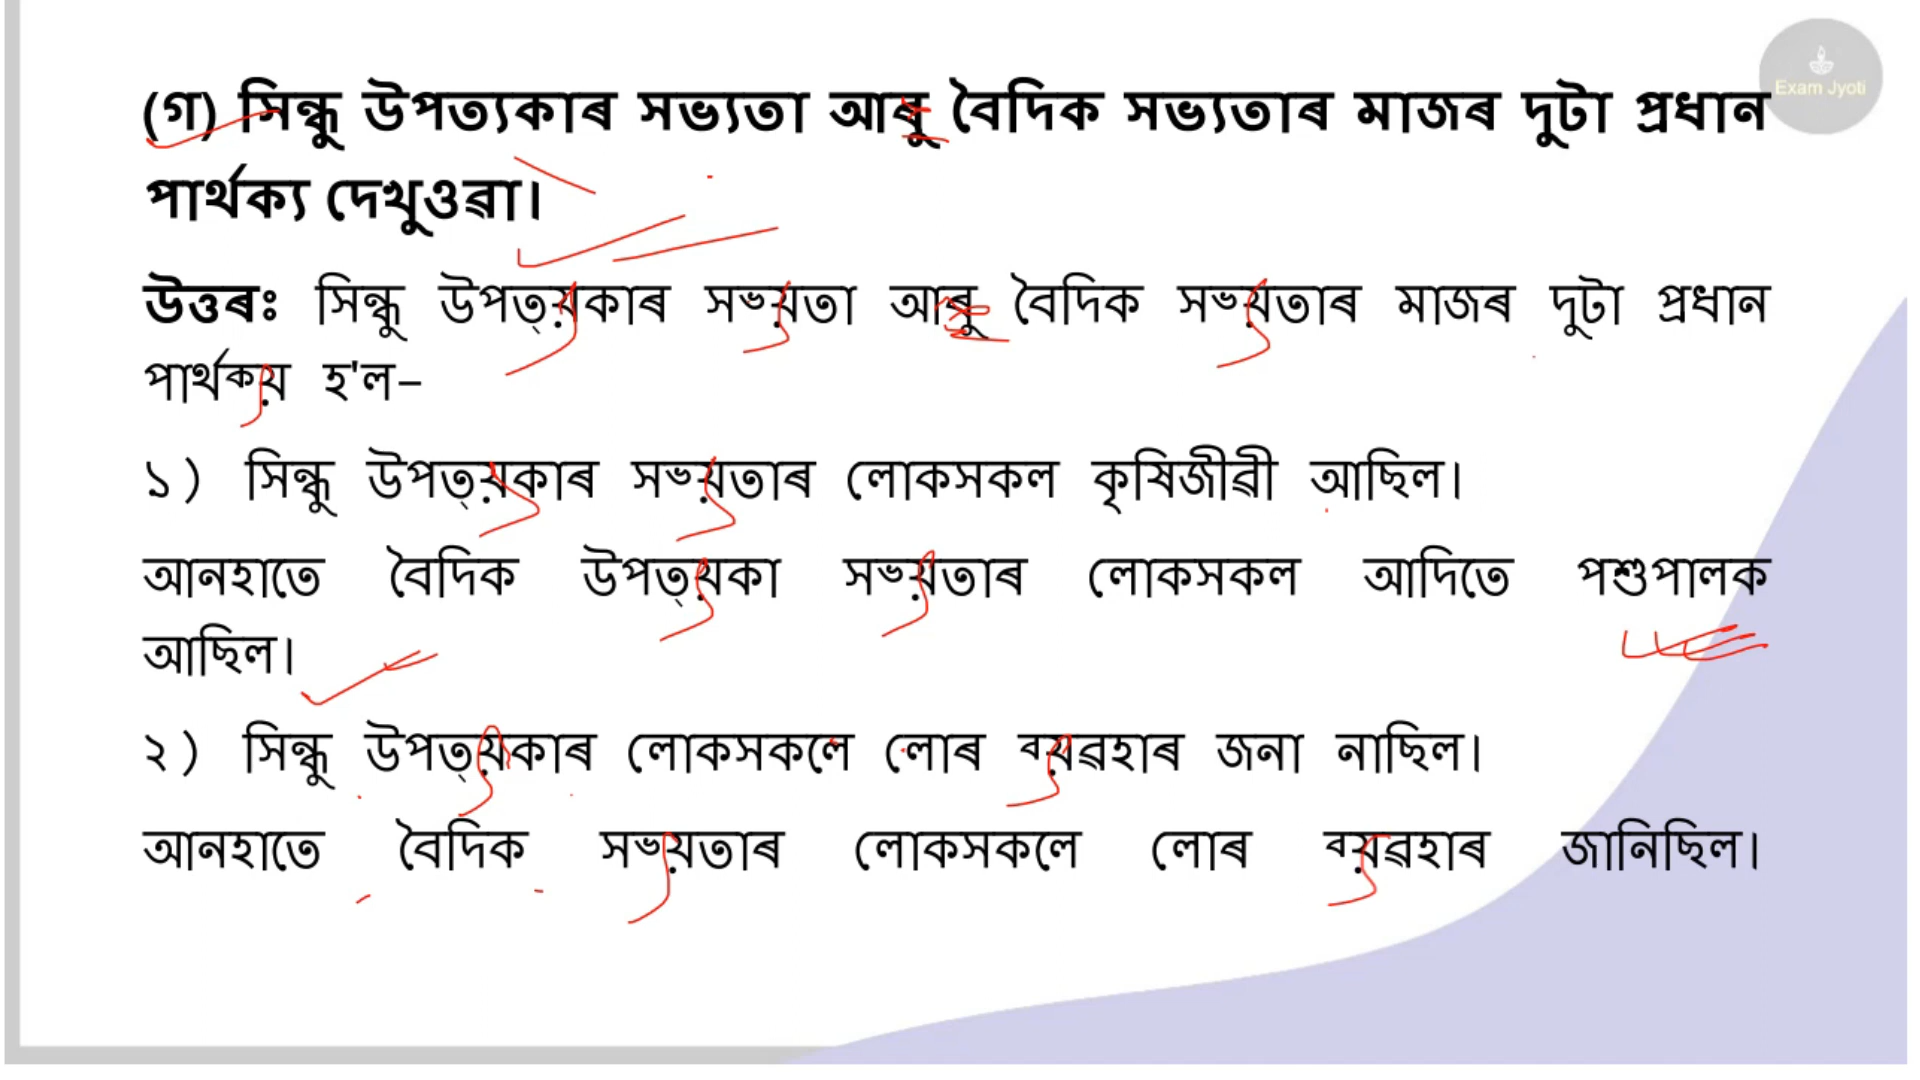 Exam Jyoti
(গ) সিন্ধু উপত্যকাৰ সভ্যতা আৰু বৈদিক সভ্যতাৰ মাজৰ দুটা প্ৰধান
পাৰ্থক্য দেখুওৱা।
উত্তৰঃ সিন্ধু উপত্য়কাৰ সভ্য়তা আৰু বৈদিক সভ্য়তাৰ মাজৰ দুটা প্ৰধান
পাৰ্থক্য় হ'ল–
১) সিন্ধু উপত্য়কাৰ সভ্য়তাৰ লোকসকল কৃষিজীৱী আছিল।
আনহাতে বৈদিক উপত্য়কা সভ্য়তাৰ লোকসকল আদিতে পশুপালক
আছিল।
২) সিন্ধু উপত্য়কাৰ লোকসকলে লোৰ ব্য়ৱহাৰ জনা নাছিল।
আনহাতে বৈদিক সভ্য়তাৰ লোকসকলে লোৰ ব্য়ৱহাৰ জানিছিল।